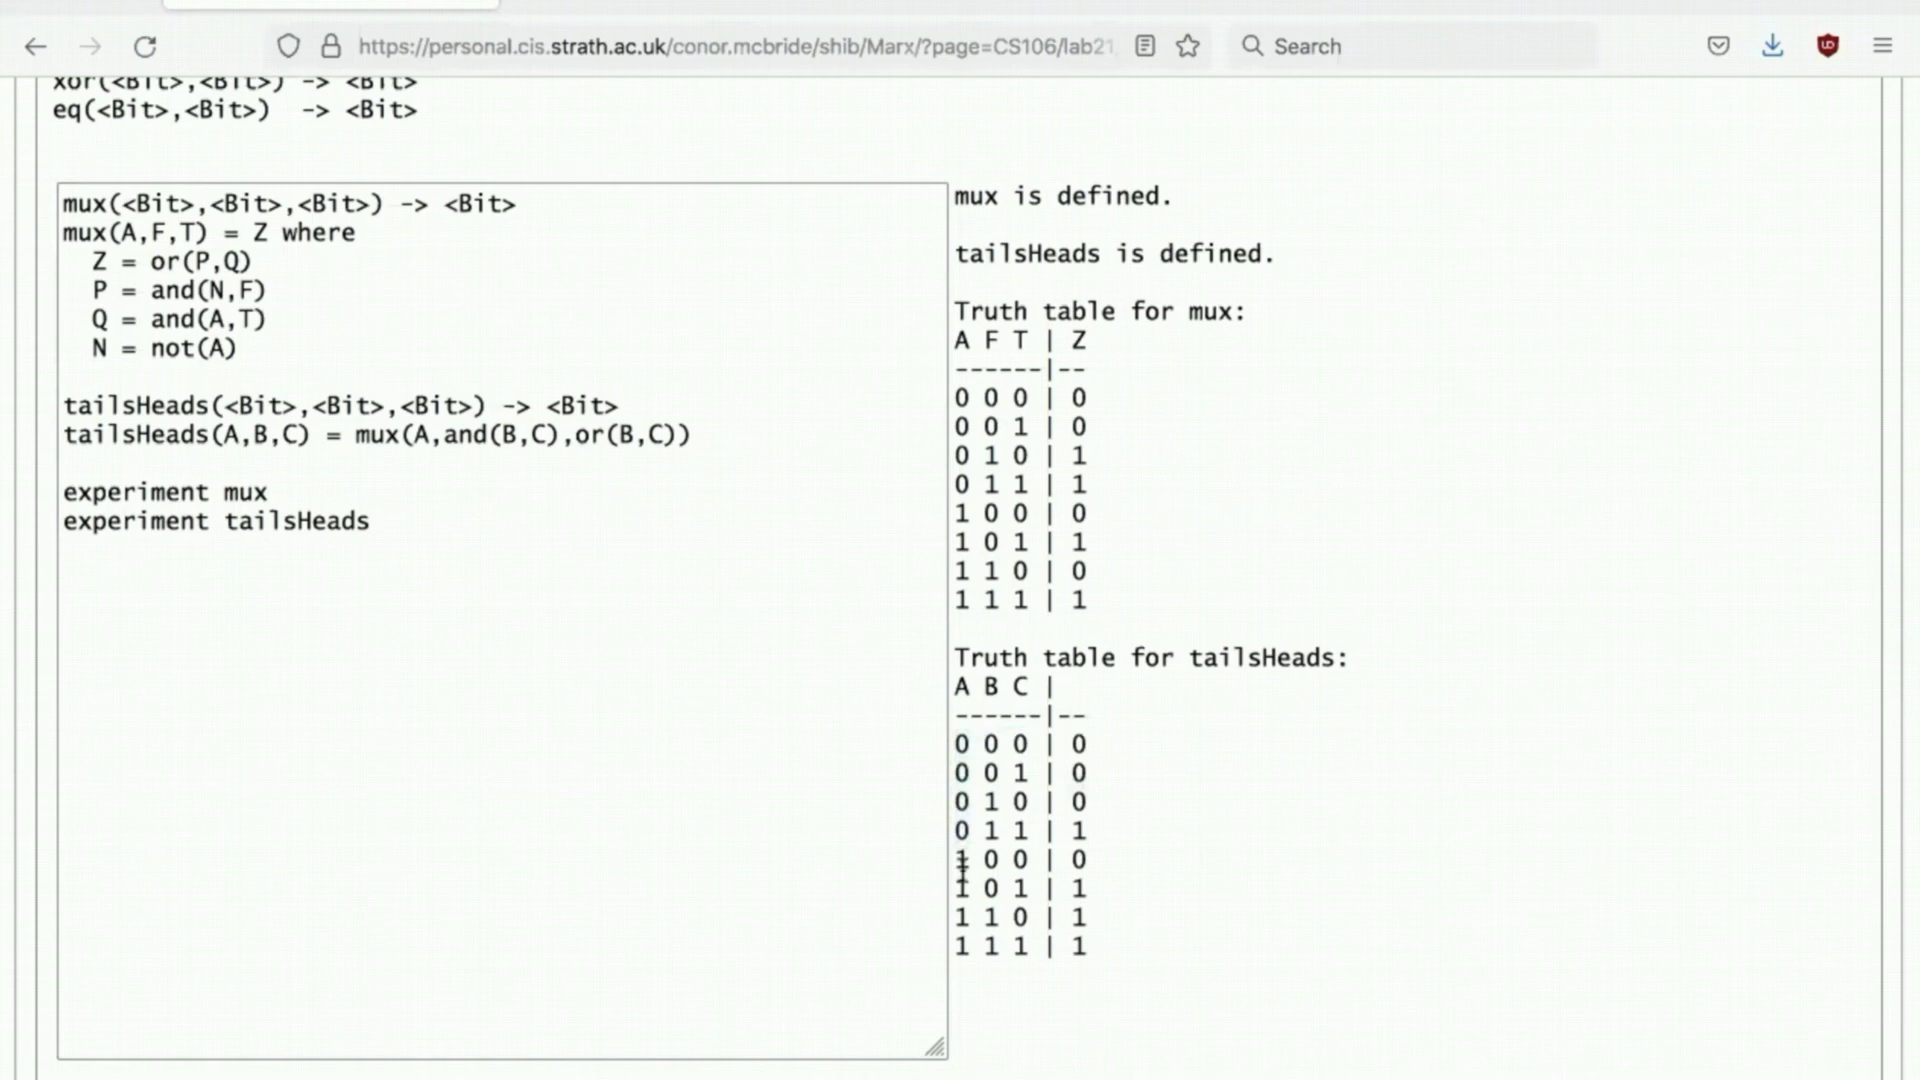 https://personal.cis.strath.ac.uk/conor.mcbride/shib/Marx/?page=CS106/lab21
Search
xor(<Bit>,<Bit>) -> <Bit>
eq(<Bit>,<Bit>)  -> <Bit>
mux(<Bit>,<Bit>,<Bit>) -> <Bit>
mux(A,F,T) = Z where
  Z = or(P,Q)
  P = and(N,F)
  Q = and(A,T)
  N = not(A)
tailsHeads(<Bit>,<Bit>,<Bit>) -> <Bit>
tailsHeads(A,B,C) = mux(A,and(B,C),or(B,C))
experiment mux
experiment tailsHeads
mux is defined.
tailsHeads is defined.
Truth table for mux:
A F T | Z
------|--
0 0 0 | 0
0 0 1 | 0
0 1 0 | 1
0 1 1 | 1
1 0 0 | 0
1 0 1 | 1
1 1 0 | 0
1 1 1 | 1
Truth table for tailsHeads:
A B C |
------|--
0 0 0 | 0
0 0 1 | 0
0 1 0 | 0
0 1 1 | 1
1 0 0 | 0
1 0 1 | 1
1 1 0 | 1
1 1 1 | 1